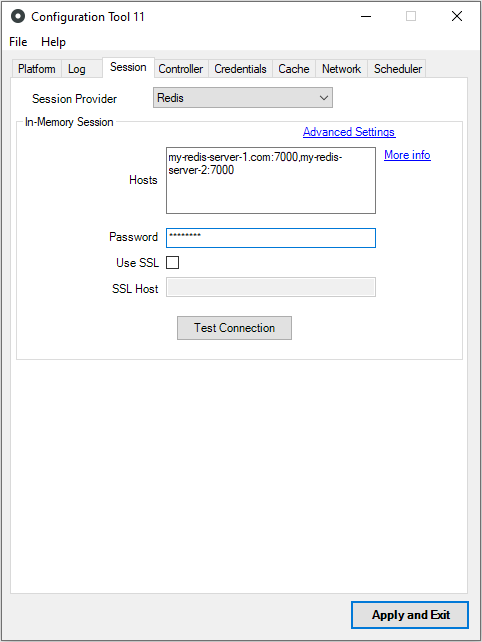 Configuration Tool 11
File Help
Platform Log Session Controller Credentials Cache Network Scheduler
Session Provider Redis
In-Memory Session
Advanced Settings
Hosts my-redis-server-1.com:7000,my-redis-
server-2:7000
More info
Password ********
Use SSL
SSL Host
Test Connection
Apply and Exit